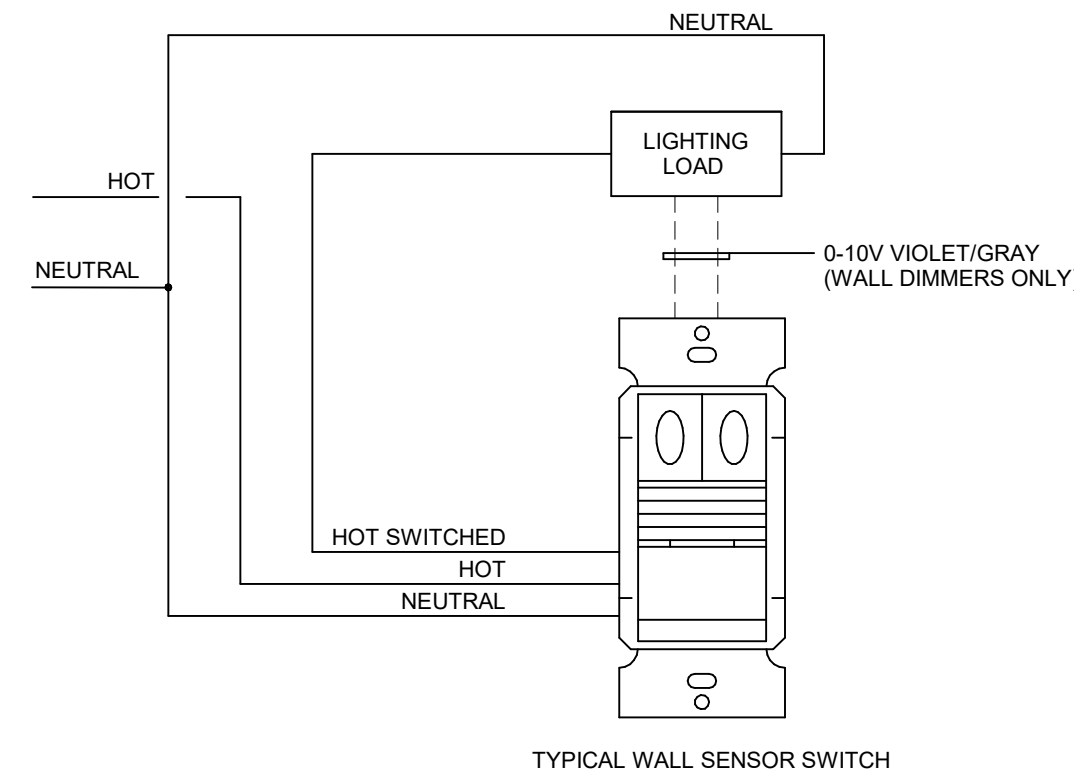 NEUTRAL
LIGHTING
LOAD
HOT
0-10V VIOLET/GRAY
(WALL DIMMERS ONLY)
NEUTRAL
HOT SWITCHED
HOT
NEUTRAL
TYPICAL WALL SENSOR SWITCH